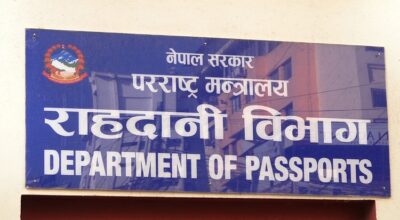 नेपाल सरकार
परराष्ट्र मन्त्रालय
राहदानी विभाग
DEPARTMENT OF PASSPORTS